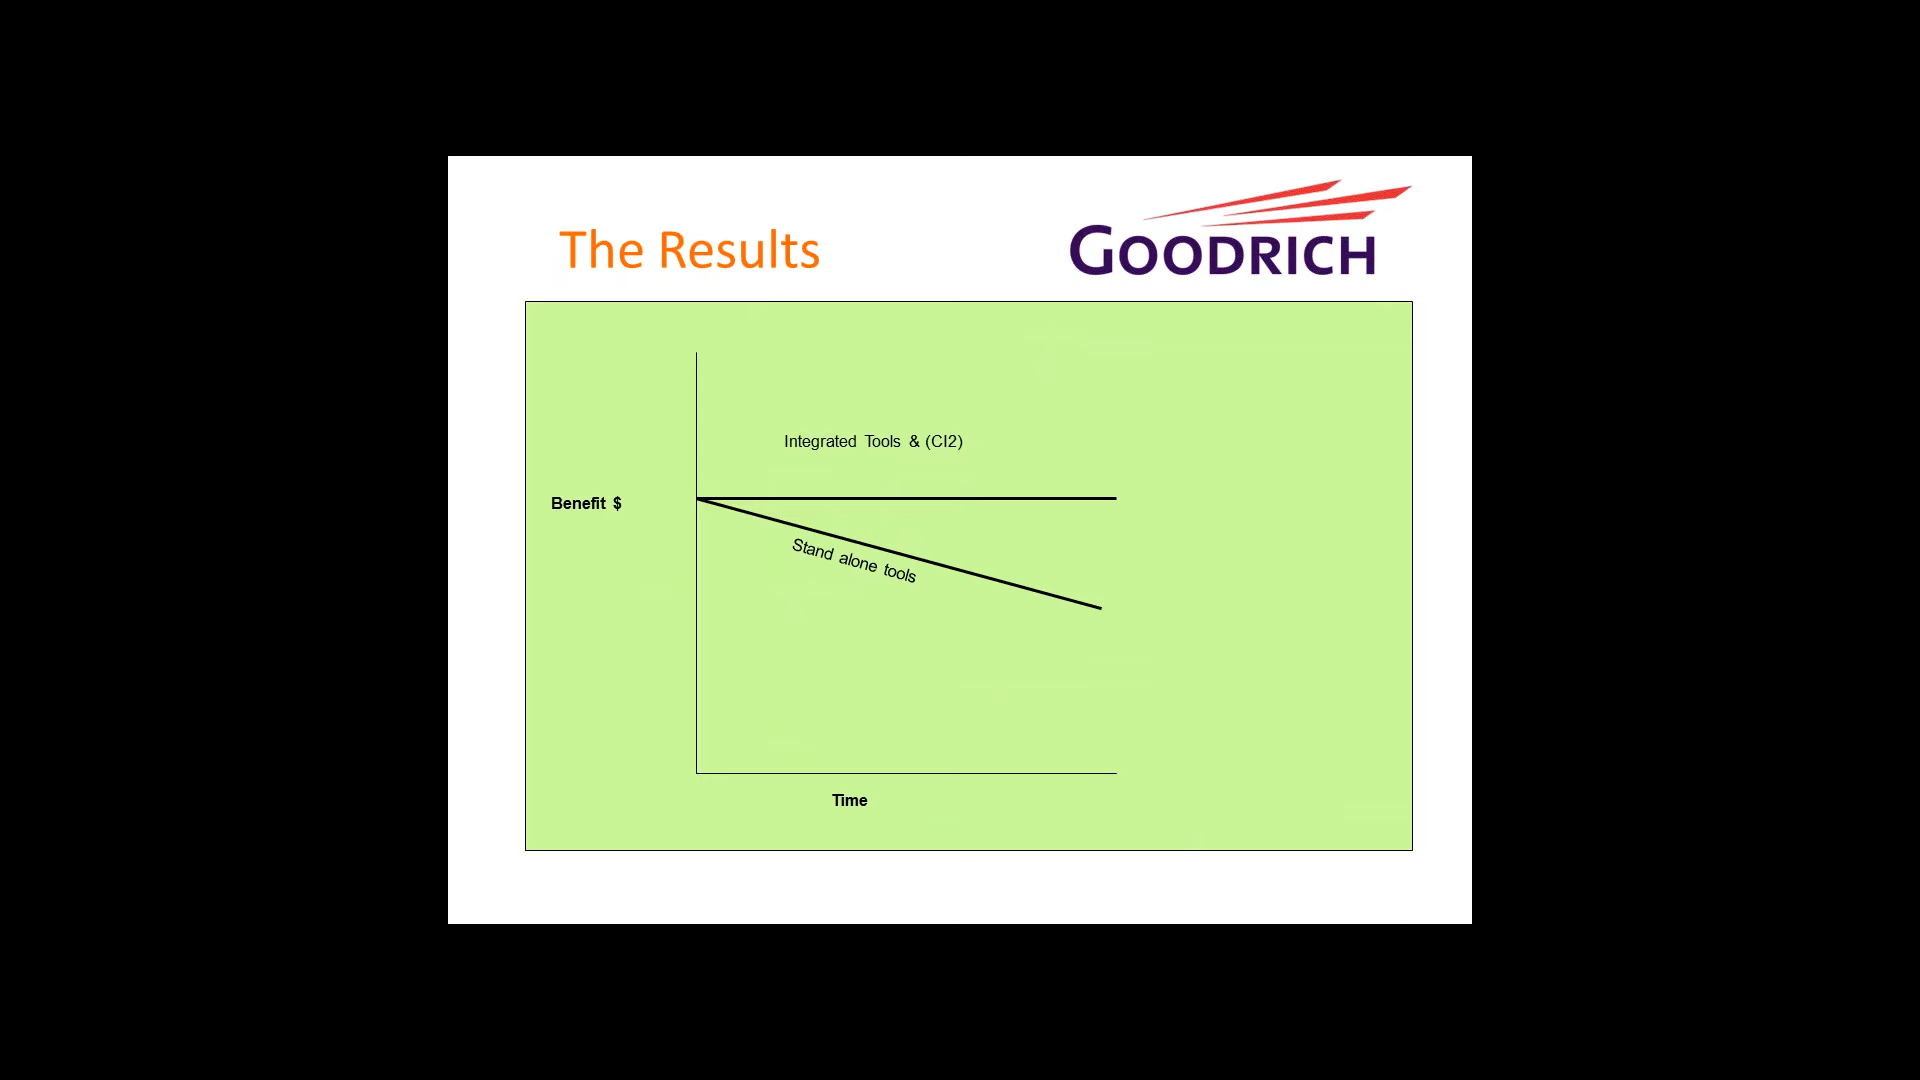 The Results
GOODRICH
Integrated Tools & (CI2)
Benefit $
Stand alone tools
Time